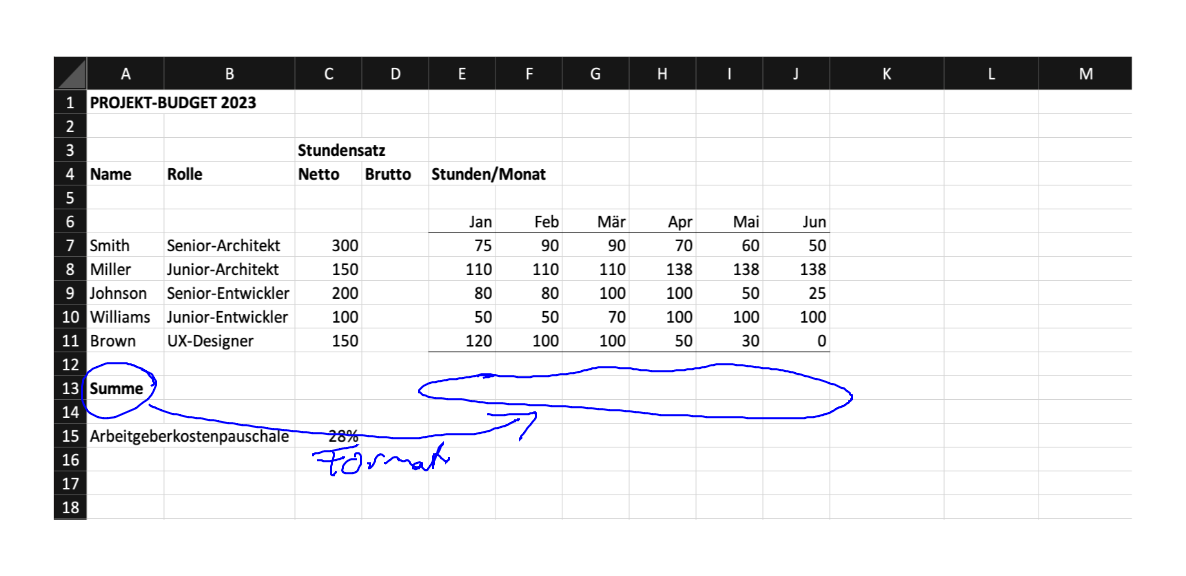 A B C D E F G H I J K L M
1 PROJEKT-BUDGET 2023
2
3 Stundensatz
4 Name Rolle Netto Brutto Stunden/Monat
5
6 Jan Feb Mär Apr Mai Jun
7 Smith Senior-Architekt 300 75 90 90 70 60 50
8 Miller Junior-Architekt 150 110 110 110 138 138 138
9 Johnson Senior-Entwickler 200 80 80 100 100 50 25
10 Williams Junior-Entwickler 100 50 50 70 100 100 100
11 Brown UX-Designer 150 120 100 100 50 30 0
12
13 Summe
14
15 Arbeitgeberkostenpauschale 28%
16 Format
17
18